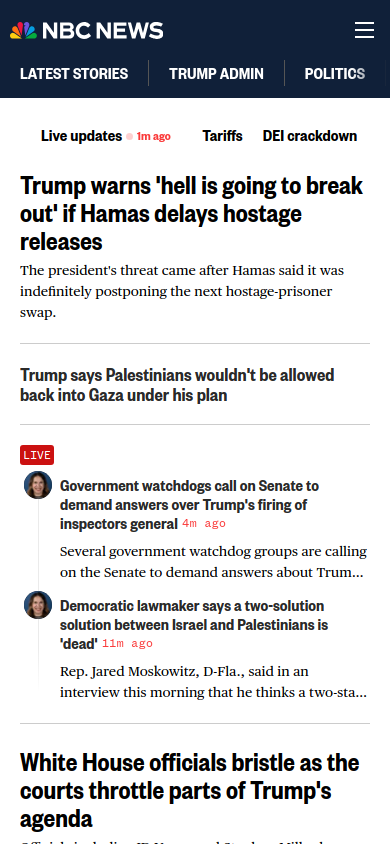 NBC NEWS
LATEST STORIES
TRUMP ADMIN
POLITICS
Live updates 1m ago
Tariffs
DEI crackdown
Trump warns 'hell is going to break
out' if Hamas delays hostage
releases
The president's threat came after Hamas said it was
indefinitely postponing the next hostage-prisoner
swap.
Trump says Palestinians wouldn't be allowed
back into Gaza under his plan
LIVE
Government watchdogs call on Senate to
demand answers over Trump's firing of
inspectors general 4m ago
Several government watchdog groups are calling
on the Senate to demand answers about Trum...
Democratic lawmaker says a two-solution
solution between Israel and Palestinians is
'dead' 11m ago
Rep. Jared Moskowitz, D-Fla., said in an
interview this morning that he thinks a two-sta...
White House officials bristle as the
courts throttle parts of Trump's
agenda